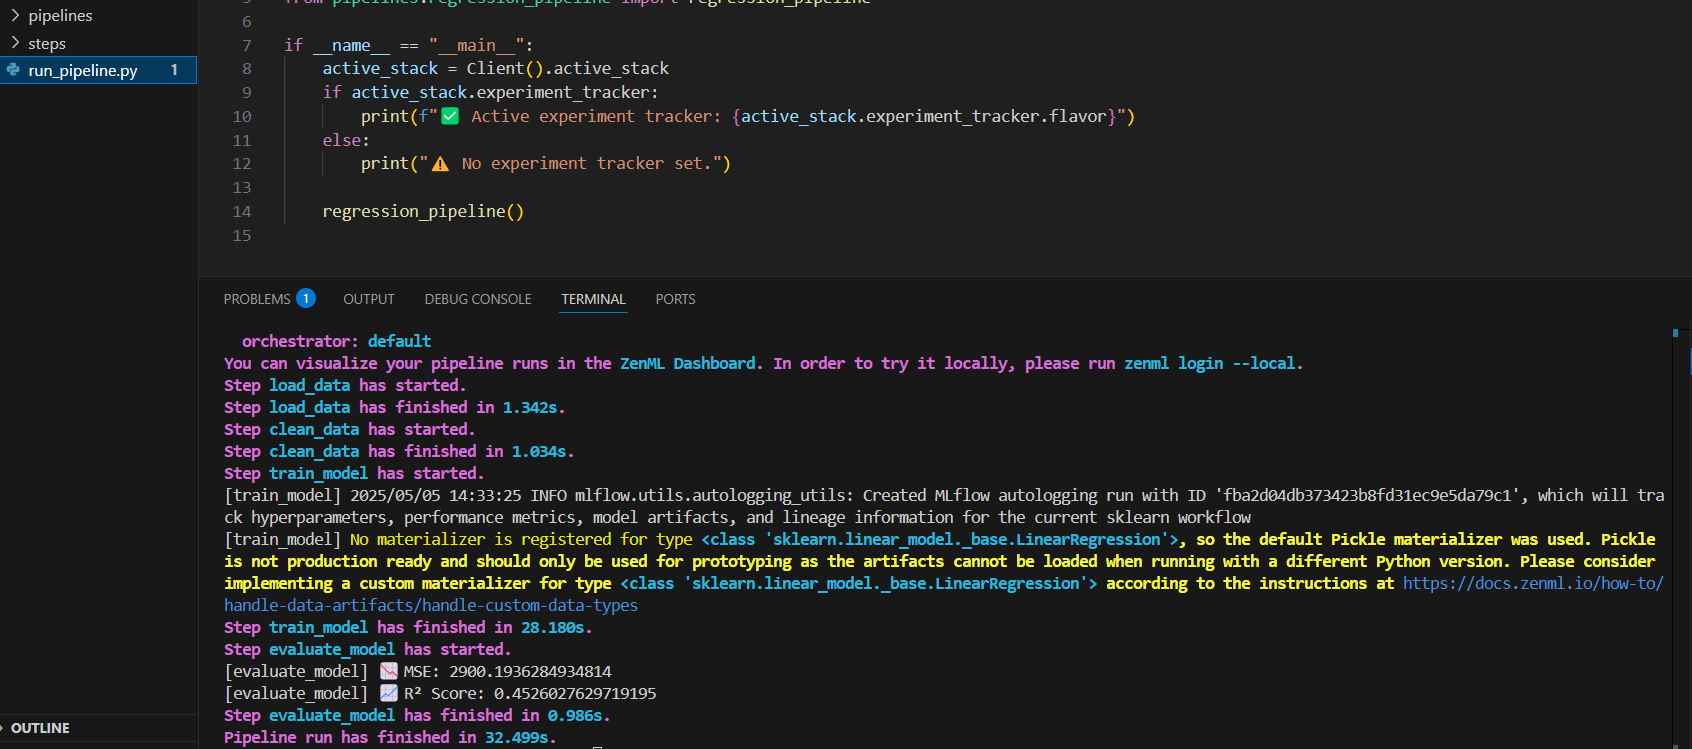 pipelines
steps
run_pipeline.py 1
OUTLINE
5 from pipelines.regression_pipeline import regression_pipeline
6
7 if __name__ == "__main__":
8 active_stack = Client().active_stack
9 if active_stack.experiment_tracker:
10 print(f"✅ Active experiment tracker: {active_stack.experiment_tracker.flavor}")
11 else:
12 print("⚠️ No experiment tracker set.")
13
14 regression_pipeline()
15
PROBLEMS 1 OUTPUT DEBUG CONSOLE TERMINAL PORTS
orchestrator: default
You can visualize your pipeline runs in the ZenML Dashboard. In order to try it locally, please run zenml login --local.
Step load_data has started.
Step load_data has finished in 1.342s.
Step clean_data has started.
Step clean_data has finished in 1.034s.
Step train_model has started.
[train_model] 2025/05/05 14:33:25 INFO mlflow.utils.autologging_utils: Created MLflow autologging run with ID 'fba2d04db373423b8fd31ec9e5da79c1', which will tra
ck hyperparameters, performance metrics, model artifacts, and lineage information for the current sklearn workflow
[train_model] No materializer is registered for type <class 'sklearn.linear_model._base.LinearRegression'>, so the default Pickle materializer was used. Pickle
is not production ready and should only be used for prototyping as the artifacts cannot be loaded when running with a different Python version. Please consider
implementing a custom materializer for type <class 'sklearn.linear_model._base.LinearRegression'> according to the instructions at https://docs.zenml.io/how-to/
handle-data-artifacts/handle-custom-data-types
Step train_model has finished in 28.180s.
Step evaluate_model has started.
[evaluate_model] 📉 MSE: 2900.1936284934814
[evaluate_model] 📈 R² Score: 0.4526027629719195
Step evaluate_model has finished in 0.986s.
Pipeline run has finished in 32.499s.